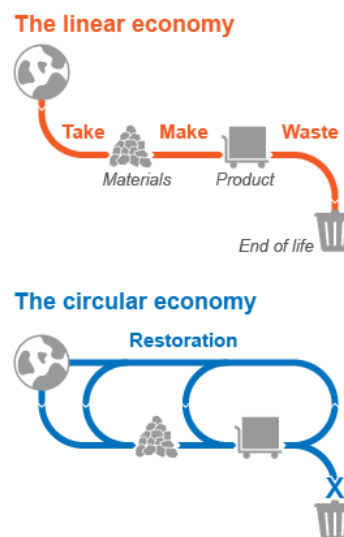 The linear economy
Take Make Waste
Materials Product
End of life
The circular economy
Restoration
X